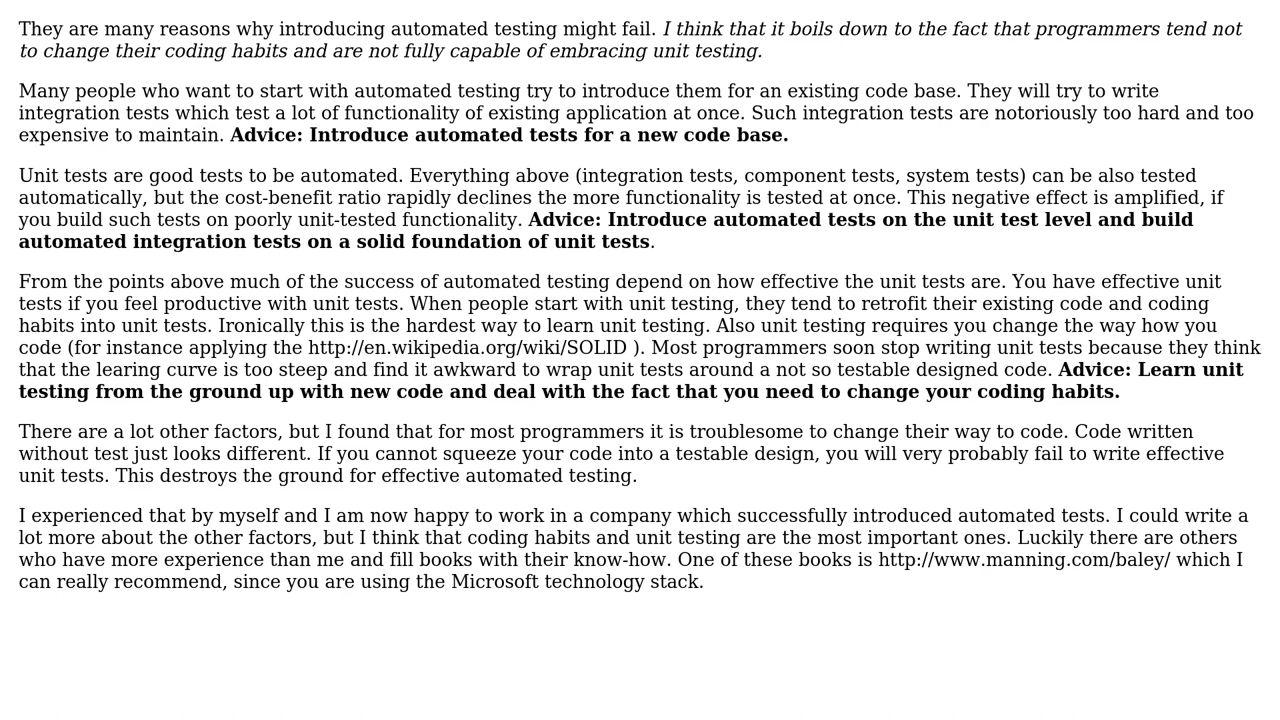 They are many reasons why introducing automated testing might fail. I think that it boils down to the fact that programmers tend not
to change their coding habits and are not fully capable of embracing unit testing.
Many people who want to start with automated testing try to introduce them for an existing code base. They will try to write
integration tests which test a lot of functionality of existing application at once. Such integration tests are notoriously too hard and too
expensive to maintain. Advice: Introduce automated tests for a new code base.
Unit tests are good tests to be automated. Everything above (integration tests, component tests, system tests) can be also tested
automatically, but the cost-benefit ratio rapidly declines the more functionality is tested at once. This negative effect is amplified, if
you build such tests on poorly unit-tested functionality. Advice: Introduce automated tests on the unit test level and build
automated integration tests on a solid foundation of unit tests.
From the points above much of the success of automated testing depend on how effective the unit tests are. You have effective unit
tests if you feel productive with unit tests. When people start with unit testing, they tend to retrofit their existing code and coding
habits into unit tests. Ironically this is the hardest way to learn unit testing. Also unit testing requires you change the way how you
code (for instance applying the http://en.wikipedia.org/wiki/SOLID ). Most programmers soon stop writing unit tests because they think
that the learing curve is too steep and find it awkward to wrap unit tests around a not so testable designed code. Advice: Learn unit
testing from the ground up with new code and deal with the fact that you need to change your coding habits.
There are a lot other factors, but I found that for most programmers it is troublesome to change their way to code. Code written
without test just looks different. If you cannot squeeze your code into a testable design, you will very probably fail to write effective
unit tests. This destroys the ground for effective automated testing.
I experienced that by myself and I am now happy to work in a company which successfully introduced automated tests. I could write a
lot more about the other factors, but I think that coding habits and unit testing are the most important ones. Luckily there are others
who have more experience than me and fill books with their know-how. One of these books is http://www.manning.com/baley/ which I
can really recommend, since you are using the Microsoft technology stack.